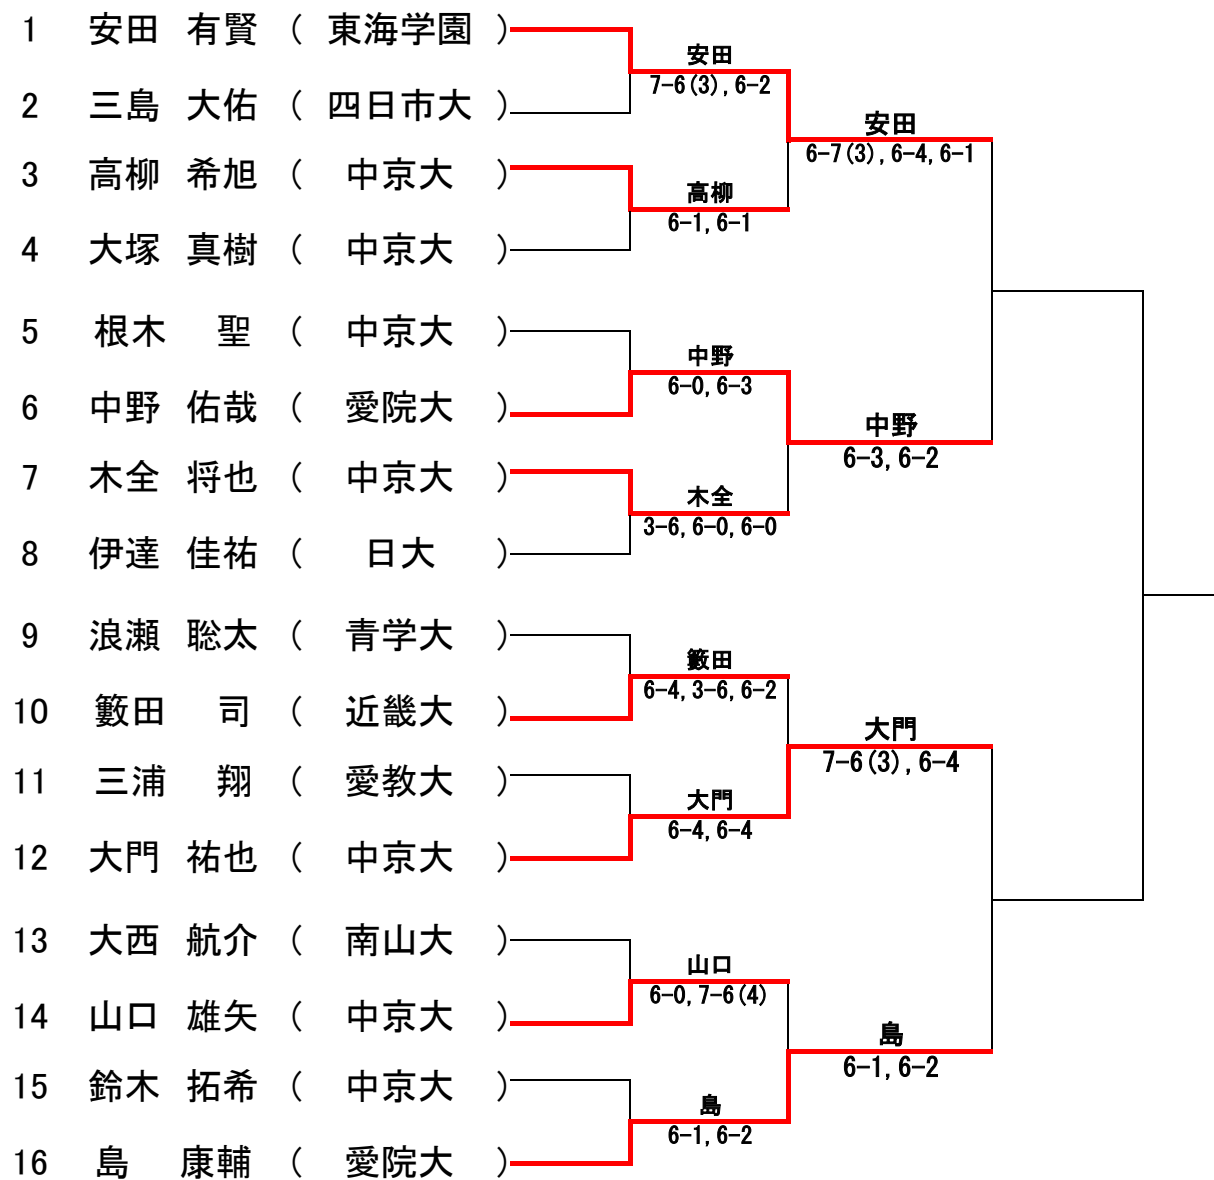 1 安田 有賢 ( 東海学園 )
安田
7-6(3), 6-2
2 三島 大佑 ( 四日市大 )
安田
6-7(3), 6-4, 6-1
3 高柳 希旭 ( 中京大 )
高柳
6-1, 6-1
4 大塚 真樹 ( 中京大 )
5 根木 聖 ( 中京大 )
中野
6-0, 6-3
6 中野 佑哉 ( 愛院大 )
中野
6-3, 6-2
7 木全 将也 ( 中京大 )
木全
3-6, 6-0, 6-0
8 伊達 佳祐 ( 日大 )
9 浪瀬 聡太 ( 青学大 )
籔田
6-4, 3-6, 6-2
10 籔田 司 ( 近畿大 )
大門
7-6(3), 6-4
11 三浦 翔 ( 愛教大 )
大門
6-4, 6-4
12 大門 祐也 ( 中京大 )
13 大西 航介 ( 南山大 )
山口
6-0, 7-6(4)
14 山口 雄矢 ( 中京大 )
島
6-1, 6-2
15 鈴木 拓希 ( 中京大 )
島
6-1, 6-2
16 島 康輔 ( 愛院大 )